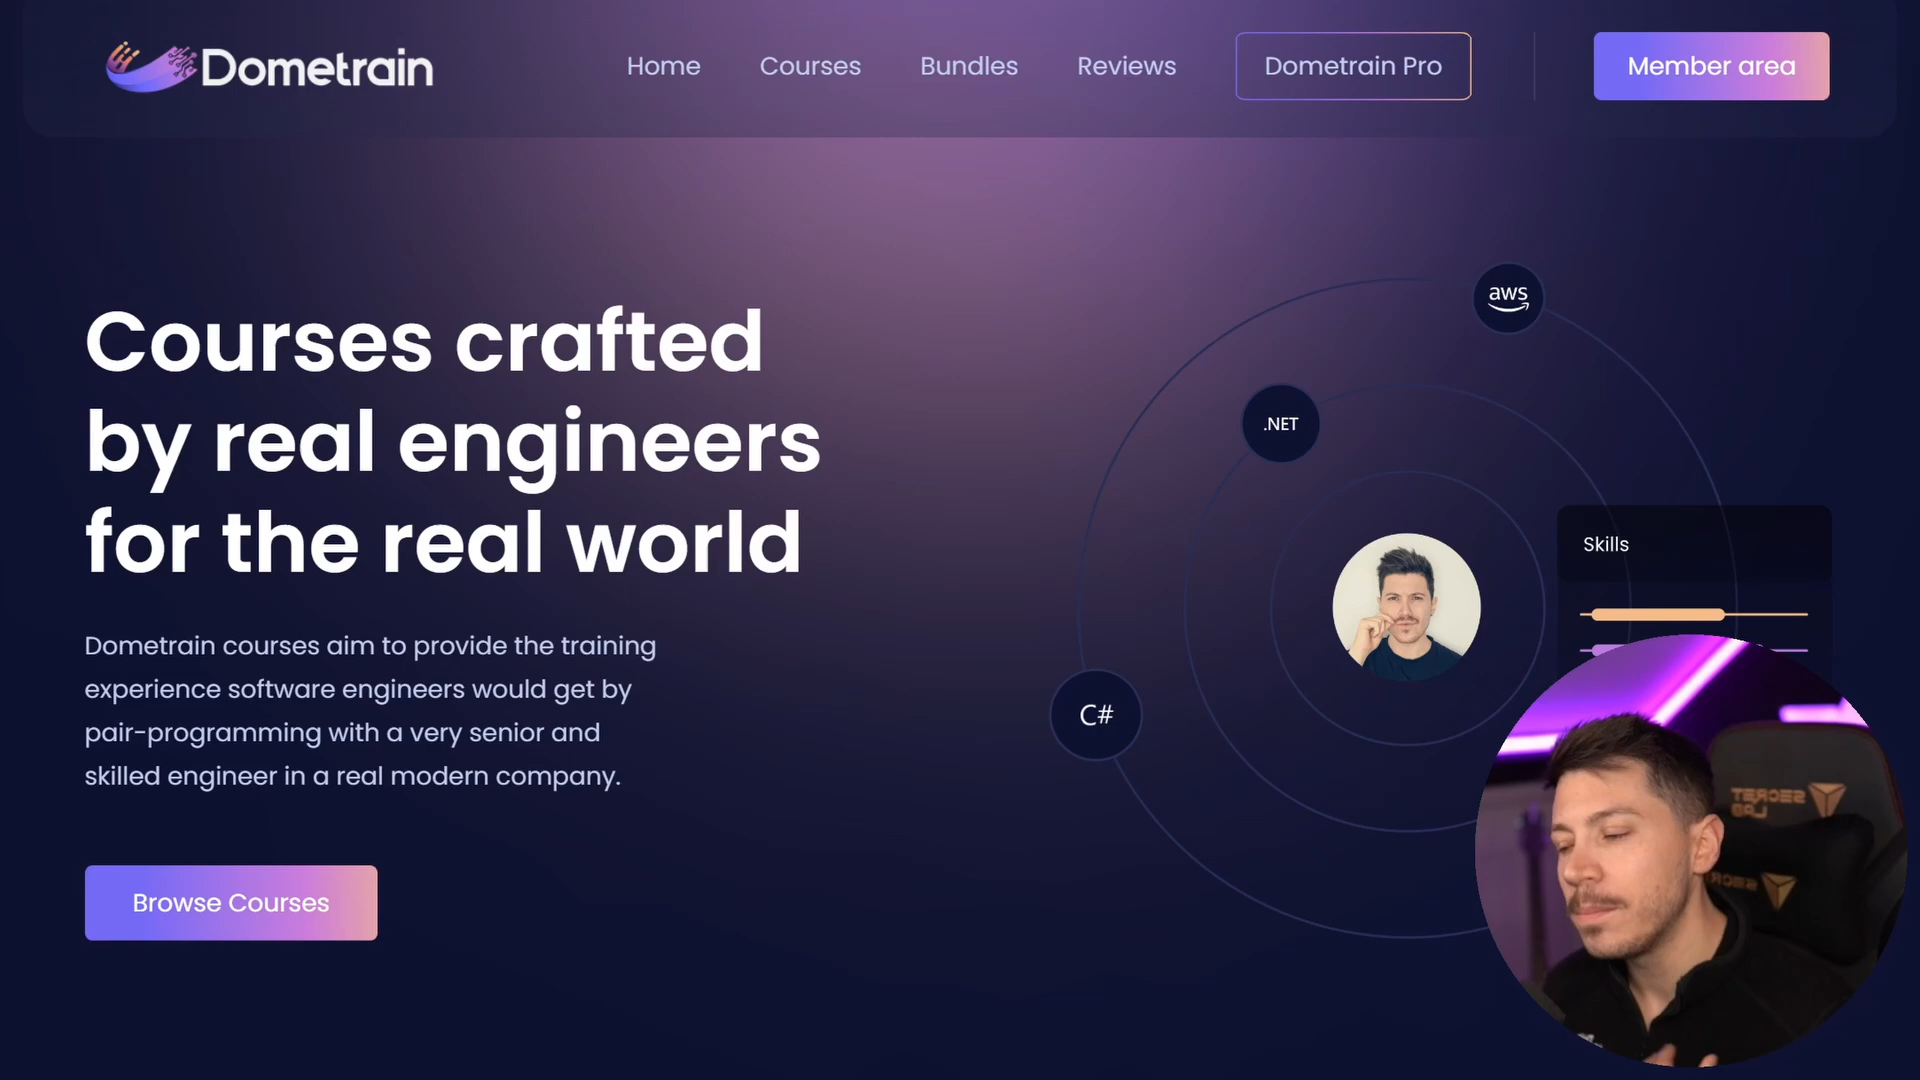 Dometrain
Home
Courses
Bundles
Reviews
Dometrain Pro
Member area
aws
.NET
Courses crafted
by real engineers
for the real world
Skills
Dometrain courses aim to provide the training
experience software engineers would get by
pair-programming with a very senior and
skilled engineer in a real modern company.
C#
SECRET
LAB
Browse Courses